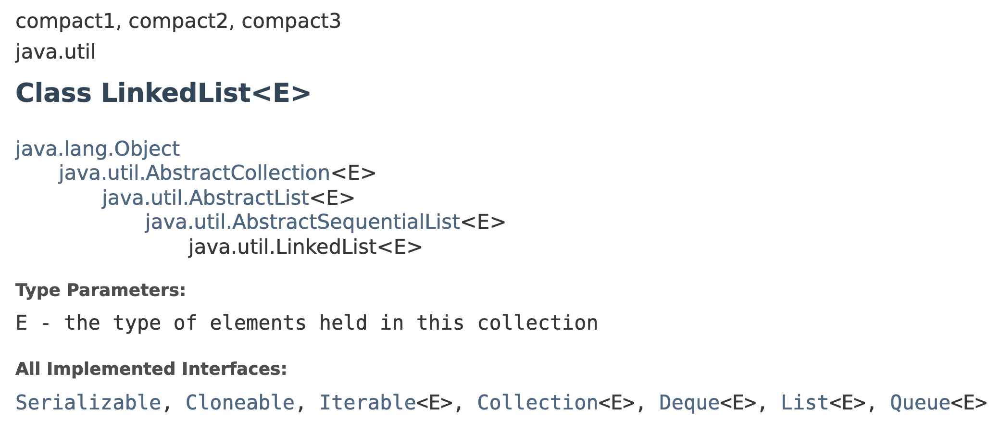 compact1, compact2, compact3
java.util
Class LinkedList<E>
java.lang.Object
java.util.AbstractCollection<E>
java.util.AbstractList<E>
java.util.AbstractSequentialList<E>
java.util.LinkedList<E>
Type Parameters:
E - the type of elements held in this collection
All Implemented Interfaces:
Serializable, Cloneable, Iterable<E>, Collection<E>, Deque<E>, List<E>, Queue<E>